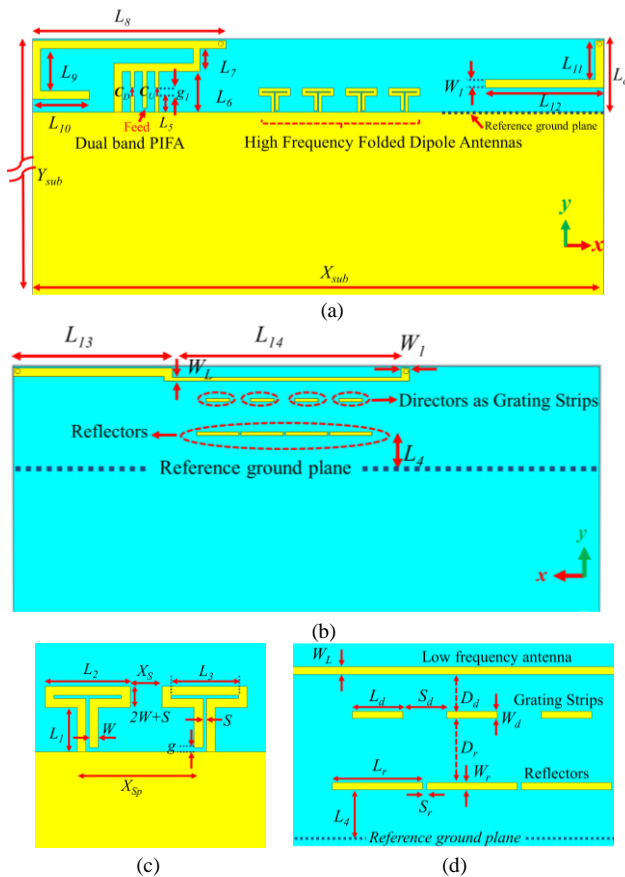 L8
L9
L10
L7
L6
CD
CU
g1
L5
Feed
Dual band PIFA
High Frequency Folded Dipole Antennas
L11
W1
L12
Reference ground plane
Ysub
Xsub
y
x
(a)
L13
L14
WL
W1
Directors as Grating Strips
Reflectors
L4
Reference ground plane
y
x
(b)
L2
XS
L3
2W+S
L1
W
S
g
XSp
(c)
WL
Low frequency antenna
Ld
Sd
Dd
Grating Strips
Wd
Dr
Lr
Wr
Reflectors
L4
Sr
Reference ground plane
(d)